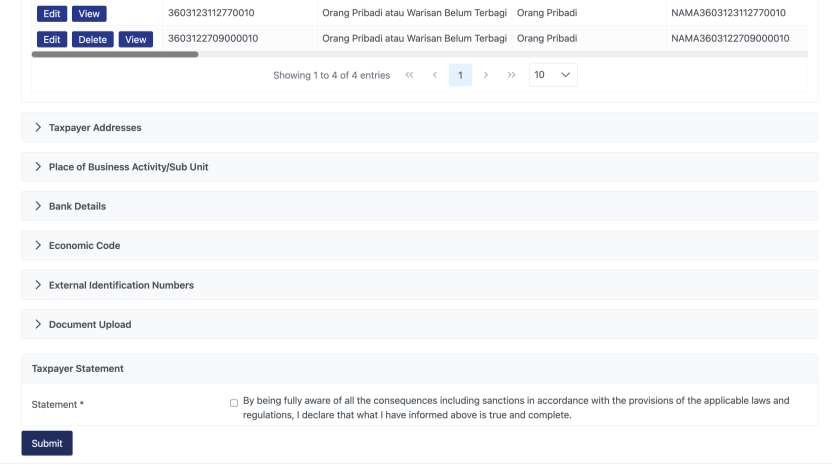 Edit View 3603123112770010 Orang Pribadi atau Warisan Belum Terbagi Orang Pribadi NAMA3603123112770010
Edit Delete View 3603122709000010 Orang Pribadi atau Warisan Belum Terbagi Orang Pribadi NAMA3603122709000010
Showing 1 to 4 of 4 entries « ‹ 1 › » 10
Taxpayer Addresses
Place of Business Activity/Sub Unit
Bank Details
Economic Code
External Identification Numbers
Document Upload
Taxpayer Statement
Statement * By being fully aware of all the consequences including sanctions in accordance with the provisions of the applicable laws and
regulations, I declare that what I have informed above is true and complete.
Submit